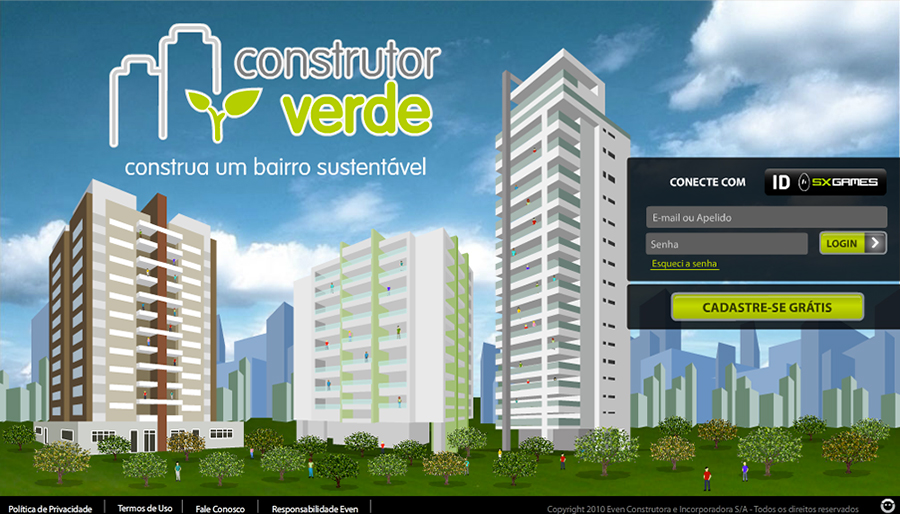 construtor
verde
construa um bairro sustentável
CONECTE COM ID SXGAMES
E-mail ou Apelido
Senha
LOGIN
Esqueci a senha
CADASTRE-SE GRÁTIS
Política de Privacidade | Termos de Uso | Fale Conosco | Responsabilidade Even |
Copyright 2010 Even Construtora e Incorporadora S/A - Todos os direitos reservados